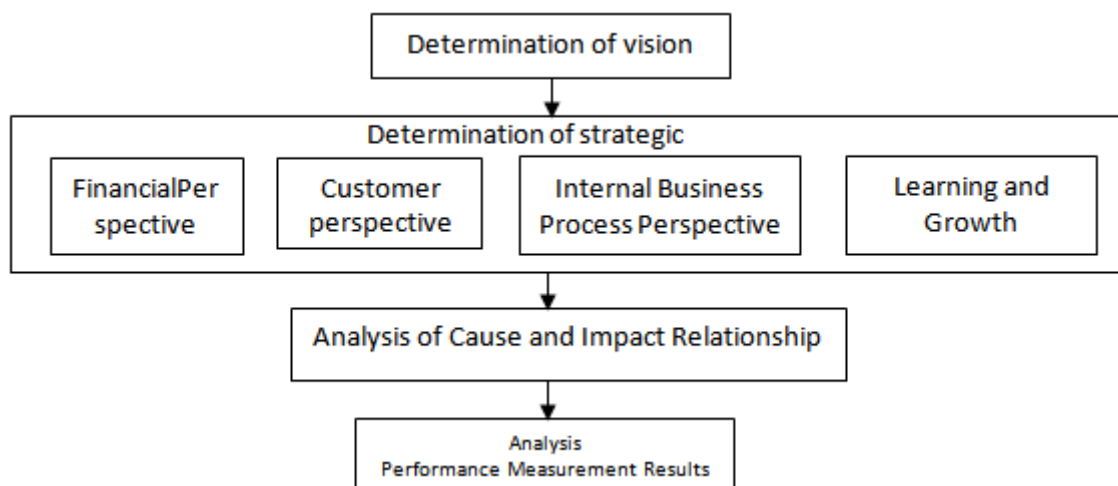 Determination of vision
Determination of strategic
FinancialPer
spective
Customer
perspective
Internal Business
Process Perspective
Learning and
Growth
Analysis of Cause and Impact Relationship
Analysis
Performance Measurement Results